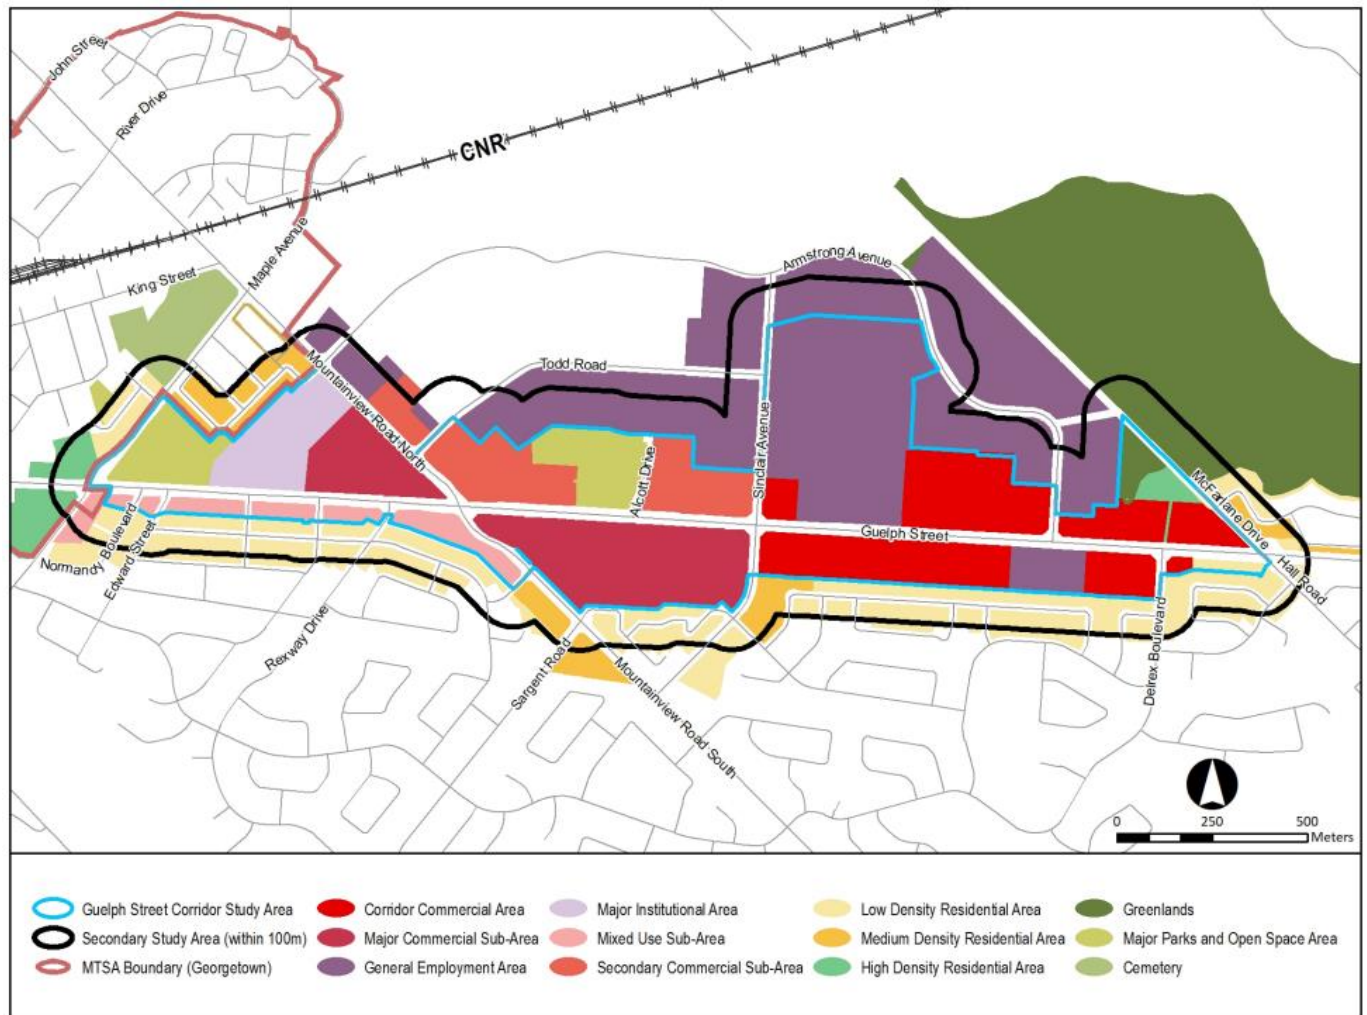 John Street
River Drive
CNR
Maple Avenue
King Street
Armstrong Avenue
Mountainview Road North
Todd Road
Sinclair Avenue
Alcott Drive
McFarlane Drive
Guelph Street
Hall Road
Normandy Boulevard
Edward Street
Rexway Drive
Sargent Road
Mountainview Road South
Delrex Boulevard
0 250 500
Meters
Guelph Street Corridor Study Area
Corridor Commercial Area
Major Institutional Area
Low Density Residential Area
Greenlands
Secondary Study Area (within 100m)
Major Commercial Sub-Area
Mixed Use Sub-Area
Medium Density Residential Area
Major Parks and Open Space Area
MTSA Boundary (Georgetown)
General Employment Area
Secondary Commercial Sub-Area
High Density Residential Area
Cemetery